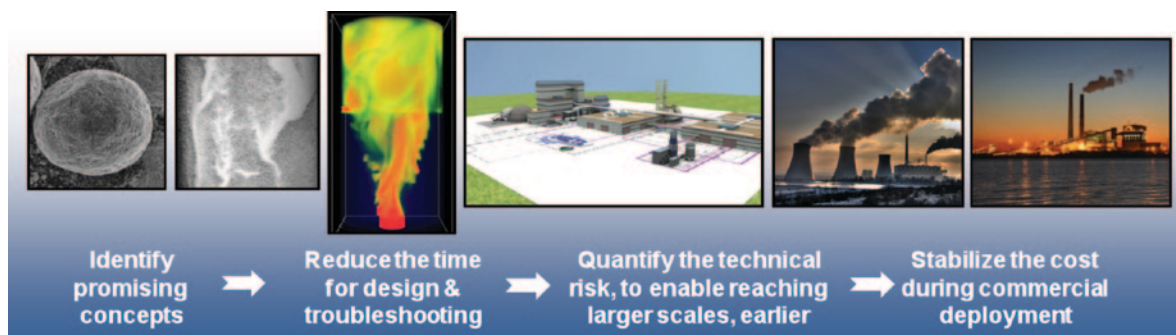 Identify
promising
concepts
Reduce the time
for design &
troubleshooting
Quantify the technical
risk, to enable reaching
larger scales, earlier
Stabilize the cost
during commercial
deployment